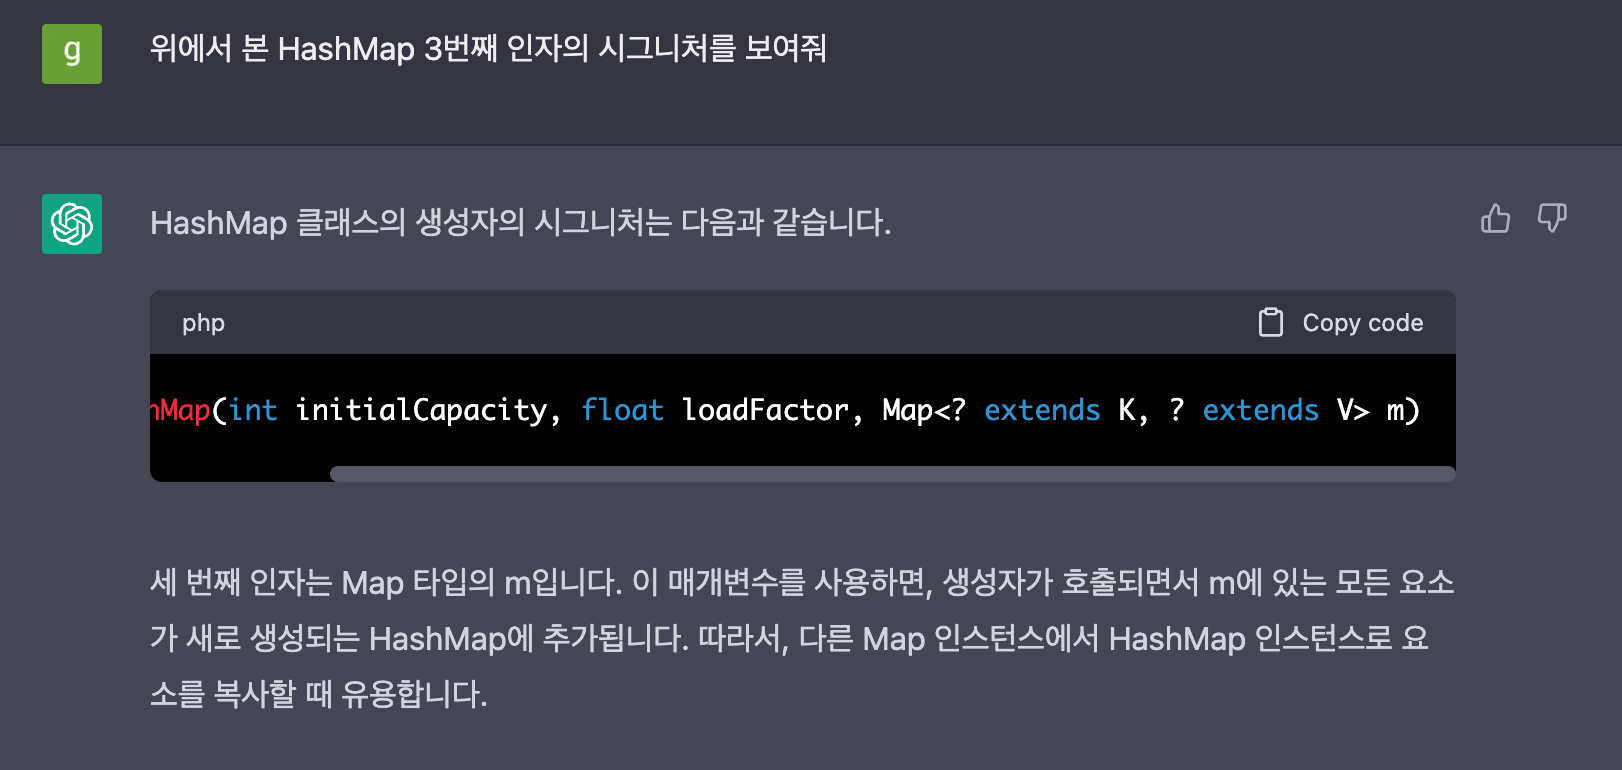 g
위에서 본 HashMap 3번째 인자의 시그니처를 보여줘
HashMap 클래스의 생성자의 시그니처는 다음과 같습니다.
php
Copy code
hMap(int initialCapacity, float loadFactor, Map<? extends K, ? extends V> m)
세 번째 인자는 Map 타입의 m입니다. 이 매개변수를 사용하면, 생성자가 호출되면서 m에 있는 모든 요소
가 새로 생성되는 HashMap에 추가됩니다. 따라서, 다른 Map 인스턴스에서 HashMap 인스턴스로 요
소를 복사할 때 유용합니다.